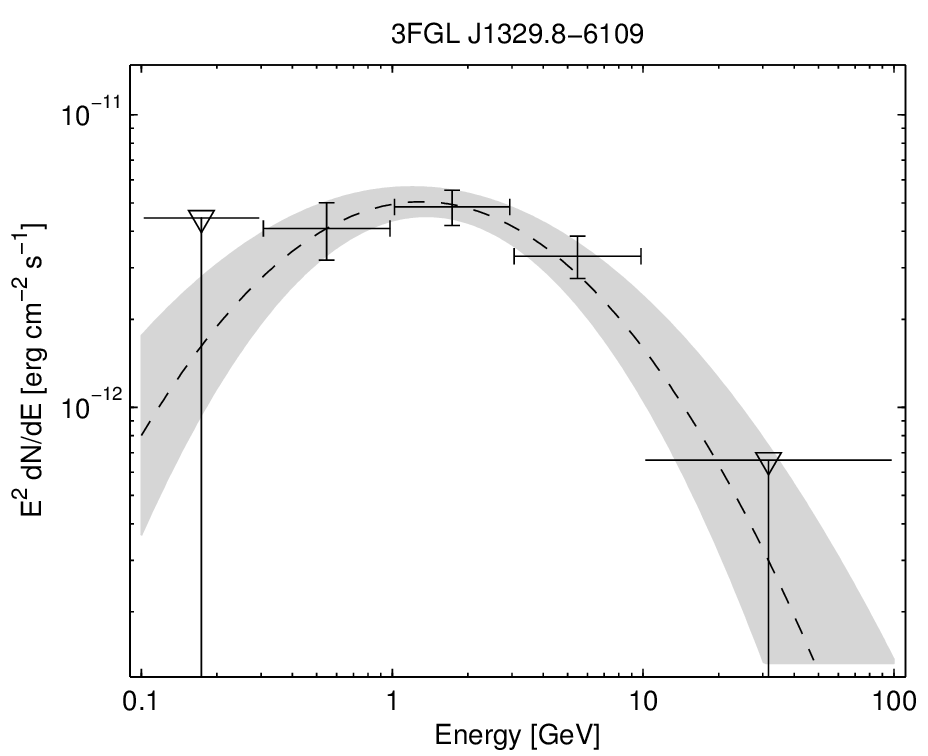 3FGL J1329.8−6109
10⁻¹¹
10⁻¹²
E² dN/dE [erg cm⁻² s⁻¹]
0.1 1 10 100
Energy [GeV]